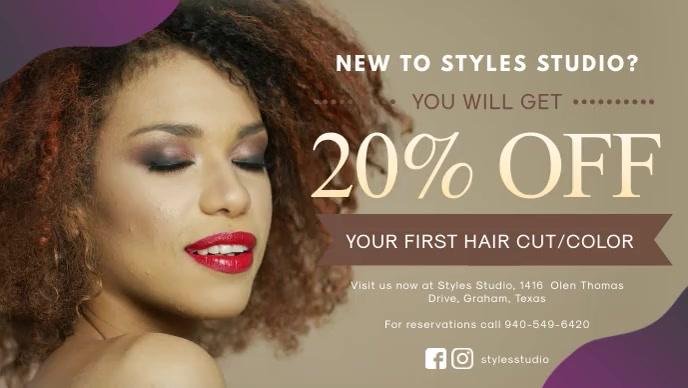 NEW TO STYLES STUDIO?
YOU WILL GET
20% OFF
YOUR FIRST HAIR CUT/COLOR
Visit us now at Styles Studio, 1416 Olen Thomas
Drive, Graham, Texas
For reservations call 940-549-6420
stylesstudio